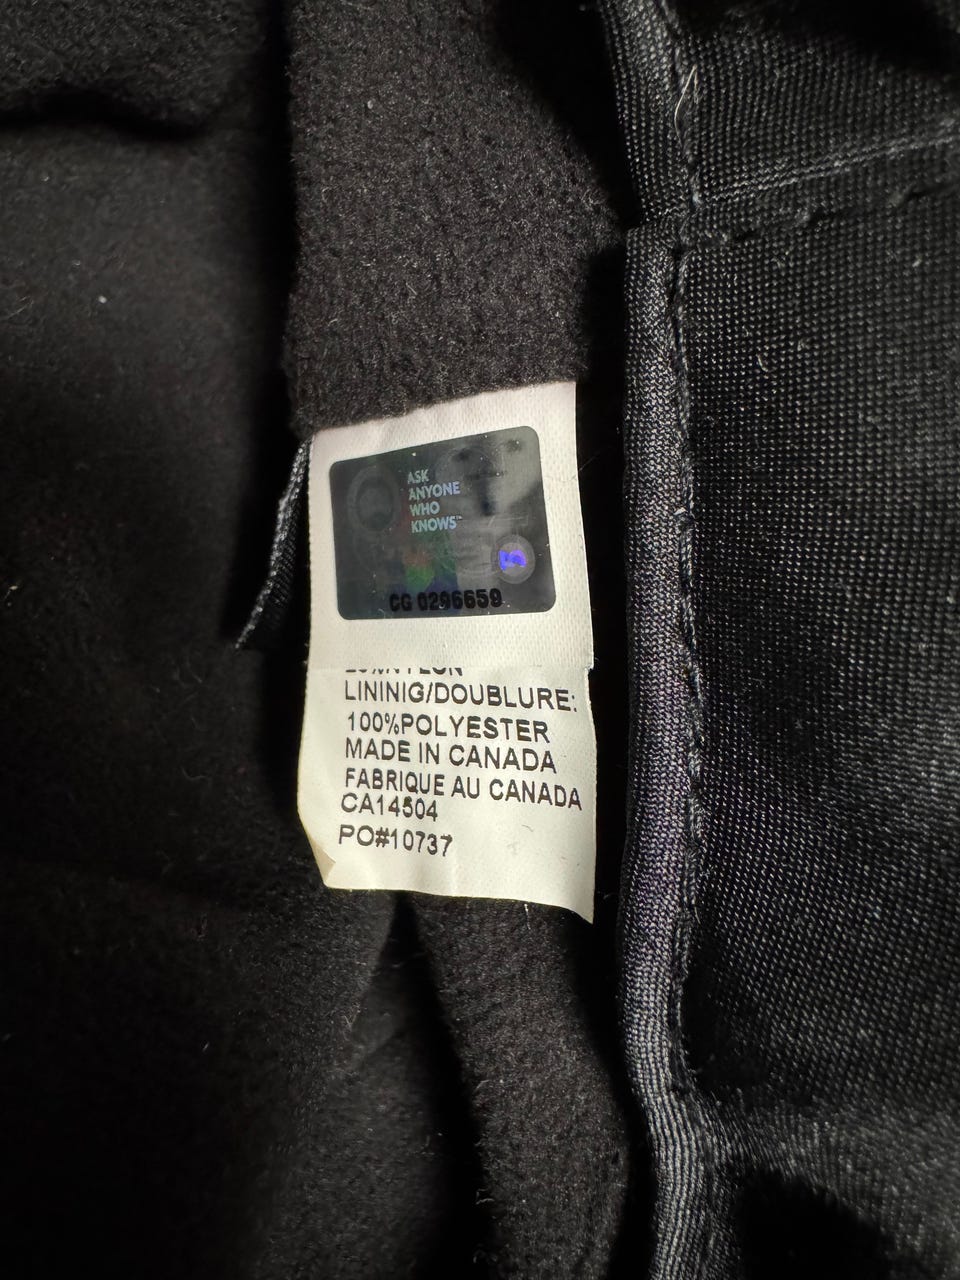 ASK
ANYONE
WHO
KNOWS™
CG 0296659
LININIG/DOUBLURE:
100%POLYESTER
MADE IN CANADA
FABRIQUE AU CANADA
CA14504
PO#10737